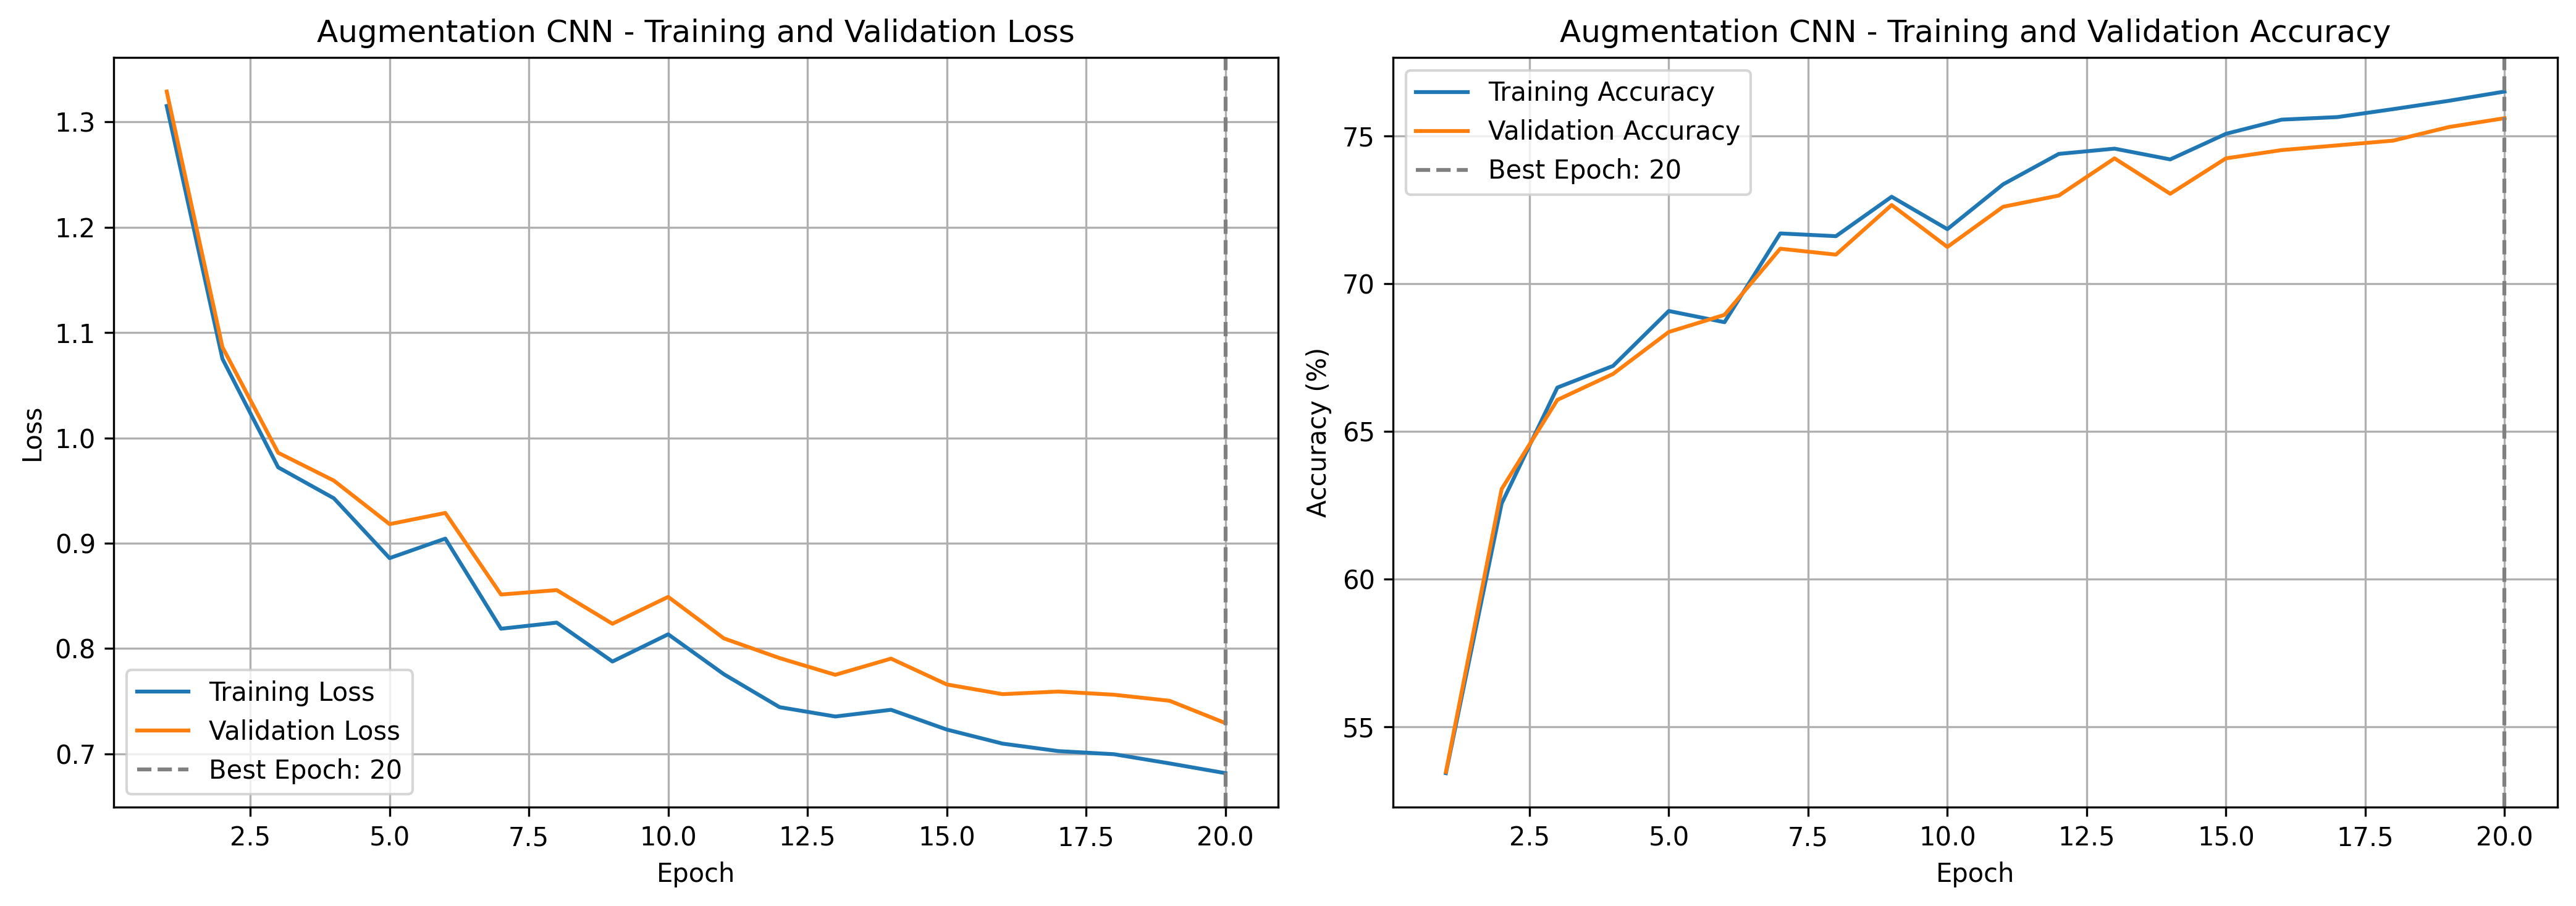 Augmentation CNN - Training and Validation Loss
Loss
1.3
1.2
1.1
1.0
0.9
0.8
0.7
Training Loss
Validation Loss
Best Epoch: 20
2.5 5.0 7.5 10.0 12.5 15.0 17.5 20.0
Epoch
Augmentation CNN - Training and Validation Accuracy
Accuracy (%)
75
70
65
60
55
Training Accuracy
Validation Accuracy
Best Epoch: 20
2.5 5.0 7.5 10.0 12.5 15.0 17.5 20.0
Epoch